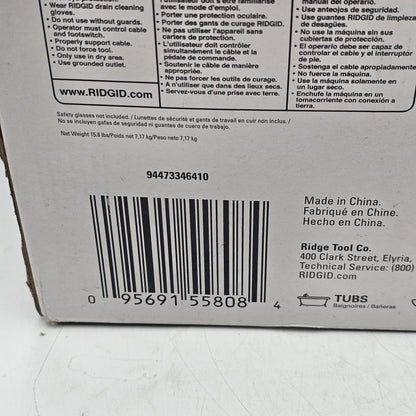 • Wear RIDGID drain cleaning
gloves.
• Do not use without guards.
• Operator must control cable
and footswitch.
• Properly support cable.
• Do not force tool.
• Only use in dry area.
• Use grounded outlet.
www.RIDGID.com
avec le mode d'emploi.
• Porter une protection oculaire.
• Porter des gants de curage RIDGID.
• Ne pas utiliser l'appareil sans
carters de protection.
• L'utilisateur doit contrôler
simultanément le câble et la
pédale de commande.
• Soutenir le câble de manière
appropriée.
• Ne pas forcer les outils de curage.
• A n'utiliser que dans des lieux secs.
• Servez-vous d'une prise avec terre.
manual del operario.
• Use anteojos de seguridad.
• Use guantes RIDGID de limpieza
de desagües.
• No use la máquina sin sus
cubiertas de protección.
• El operario debe ser capaz de
controlar el cable y el interruptor
de pie.
• Sostenga el cable apropiadamente
• No fuerce la máquina.
• Use la máquina solamente en
un lugar seco.
• Enchufe la máquina en un
tomacorriente con conexión a
tierra.
Safety glasses not included. / Lunettes de sécurité et gants de travail en cuir non inclus. /
No se incluyen gafas de seguridad ni guantes de cuero de trabajo.
Net Weight 15.8 lbs/Poids net 7,17 kg/Peso neto 7,17 kg
94473346410
0 95691 55808 4
Made in China.
Fabriqué en Chine.
Hecho en China.
Ridge Tool Co.
400 Clark Street, Elyria,
Technical Service: (800)
RIDGID.com
TUBS
Baignoires / Bañeras